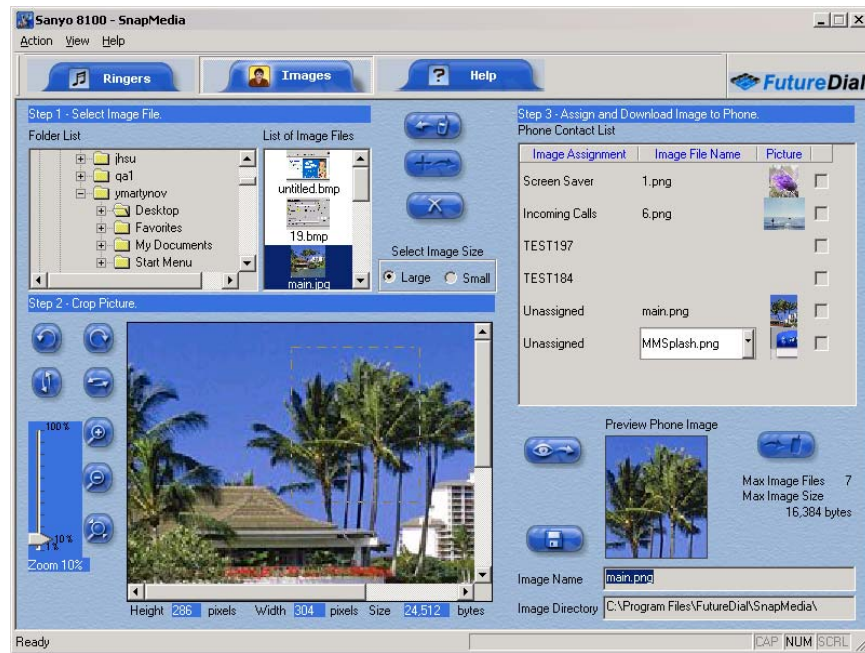 Sanyo 8100 - SnapMedia
Action View Help
Ringers Images Help
FutureDial
Step 1 - Select Image File.
Folder List
List of Image Files
jhsu
qa1
ymartynov
Desktop
Favorites
My Documents
Start Menu
untitled.bmp
19.bmp
main.jpg
Select Image Size
Large Small
Step 2 - Crop Picture.
100%
10%
1%
Zoom 10%
Height 286 pixels Width 304 pixels Size 24,512 bytes
Step 3 - Assign and Download Image to Phone.
Phone Contact List
Image Assignment Image File Name Picture
Screen Saver 1.png
Incoming Calls 6.png
TEST197
TEST184
Unassigned main.png
Unassigned MMSplash.png
Preview Phone Image
Max Image Files 7
Max Image Size
16,384 bytes
Image Name main.png
Image Directory C:\Program Files\FutureDial\SnapMedia\
Ready
CAP NUM SCRL